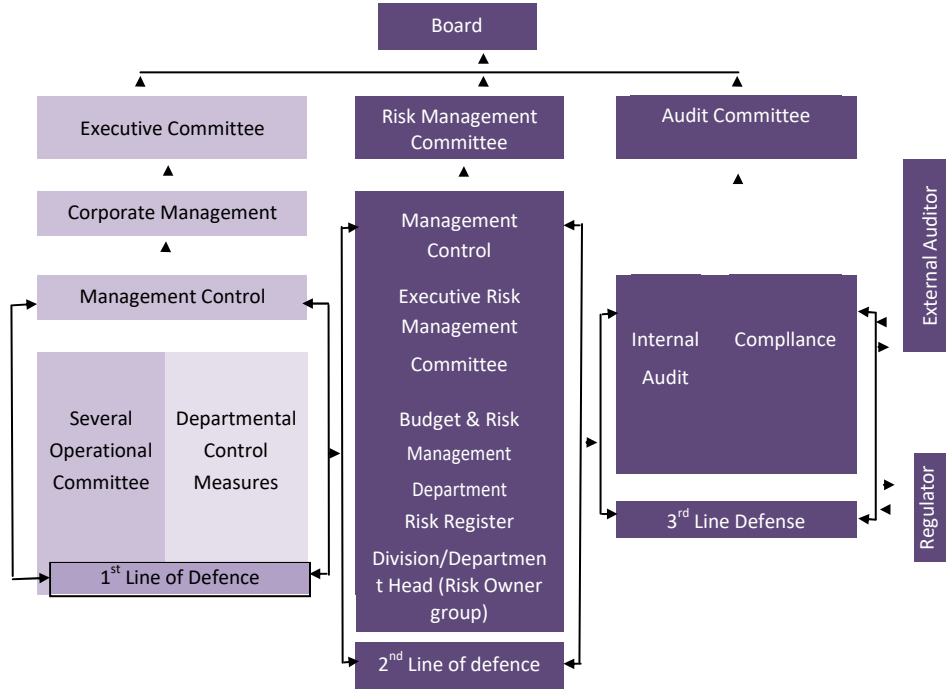 Board
Executive Committee
Risk Management
Committee
Audit Committee
Corporate Management
Management Control
Several
Operational
Committee
Departmental
Control
Measures
1st Line of Defence
Management
Control
Executive Risk
Management
Committee
Budget & Risk
Management
Department
Risk Register
Division/Departmen
t Head (Risk Owner
group)
2nd Line of defence
Internal
Audit
Compllance
3rd Line Defense
External Auditor
Regulator